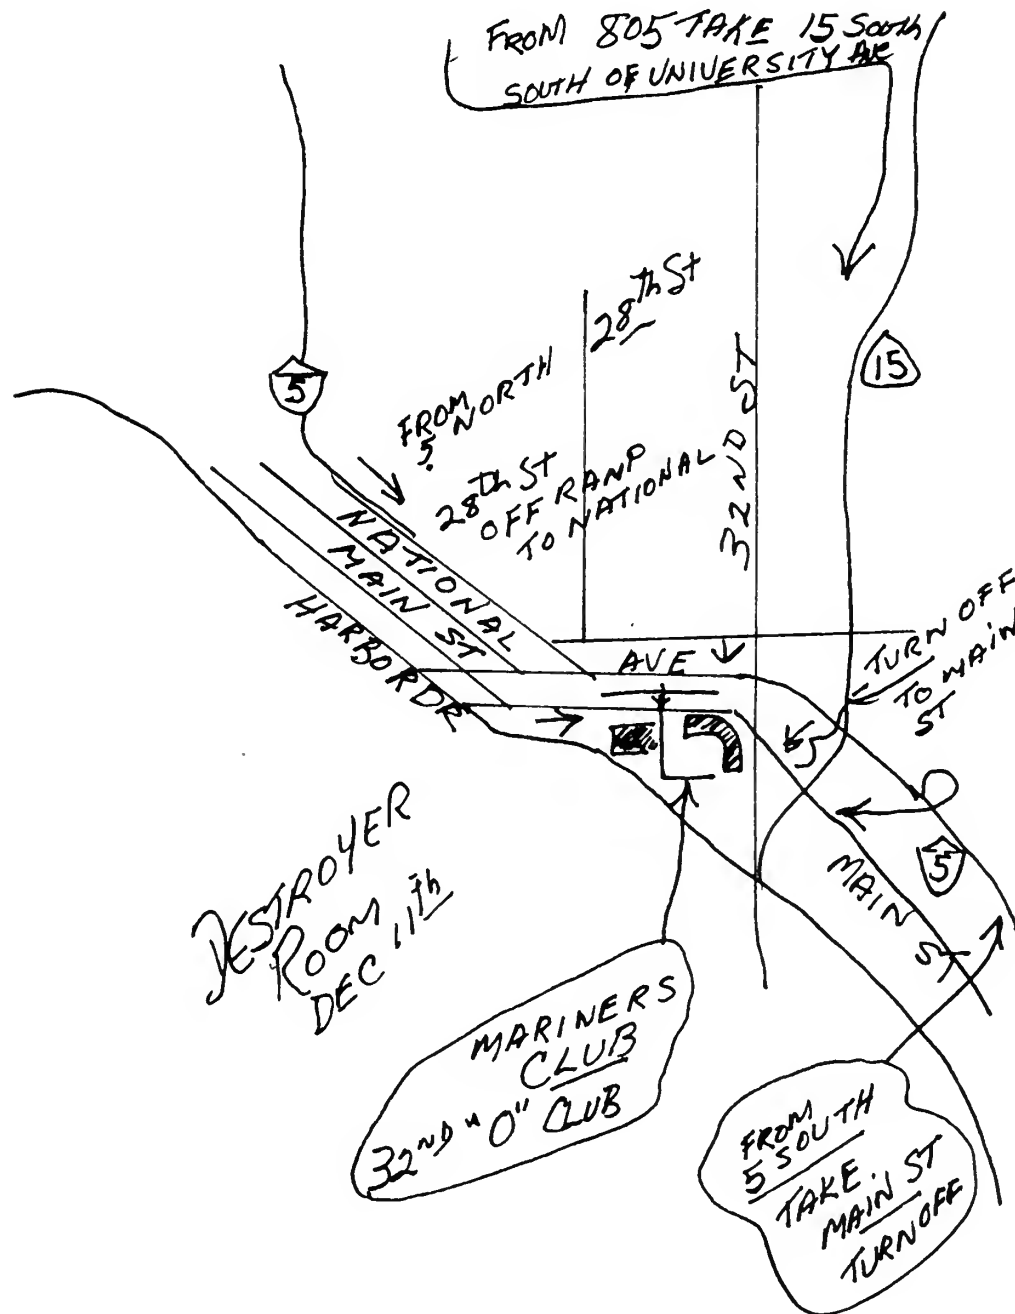 FROM 805 TAKE 15 South
SOUTH OF UNIVERSITY AVE
28th St
5
15
FROM
5 NORTH
28th St
OFF RAMP
TO NATIONAL
32ND ST
NATIONAL
MAIN ST
HARBOR DR
AVE
TURN OFF
TO MAIN
ST
5
MAIN ST
DESTROYER
ROOM
DEC 11th
MARINERS
CLUB
32ND "O" CLUB
FROM
5 SOUTH
TAKE
MAIN ST
TURNOFF